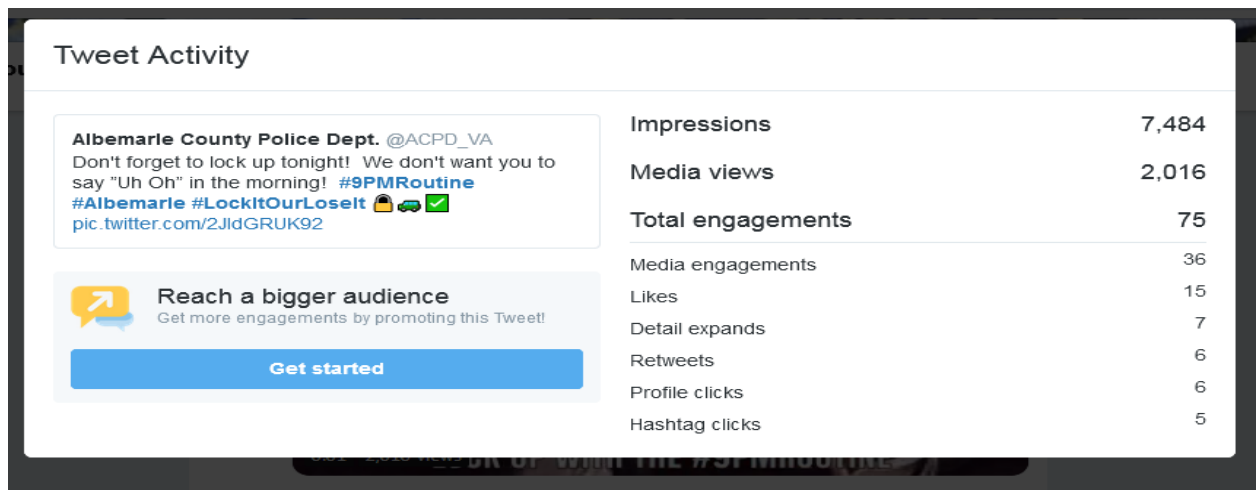 Tweet Activity
Albemarle County Police Dept. @ACPD_VA
Don't forget to lock up tonight!  We don't want you to
say "Uh Oh" in the morning!  #9PMRoutine
#Albemarle #LockItOurLoseIt 🔒🚙✅
pic.twitter.com/2JldGRUK92
Reach a bigger audience
Get more engagements by promoting this Tweet!
Get started
Impressions 7,484
Media views 2,016
Total engagements 75
Media engagements 36
Likes 15
Detail expands 7
Retweets 6
Profile clicks 6
Hashtag clicks 5